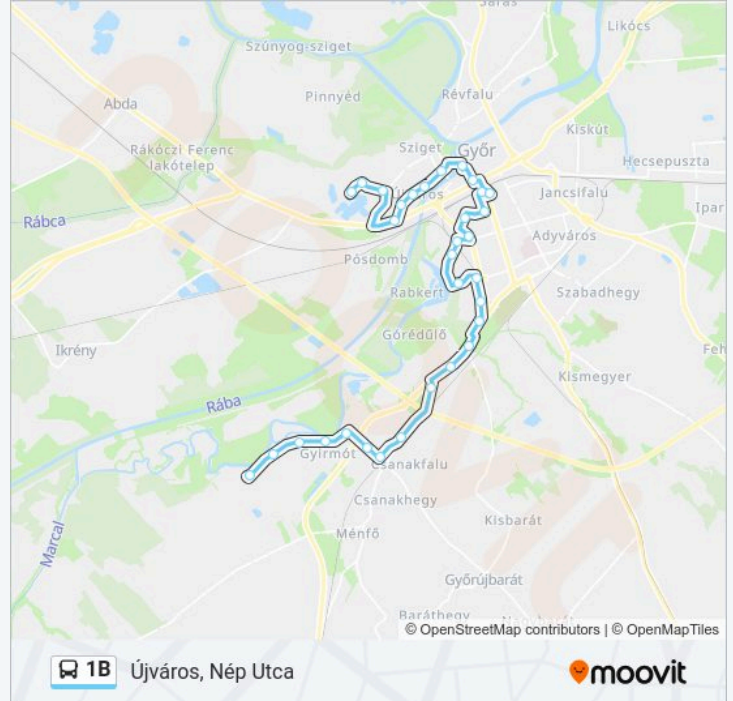 Sárás
Likócs
Szúnyog-sziget
Pinnyéd
Révfalu
Abda
Kiskút
Sziget
Győr
Rákóczi Ferenc
lakótelep
Hecsepuszta
Jancsifalu
Ipar
Rábca
Adyváros
Pósdomb
Rabkert
Szabadhegy
Górédűlő
Ikrény
Feh
Kismegyer
Rába
Gyirmót
Csanakfalu
Csanakhegy
Kisbarát
Marcal
Ménfő
Győrújbarát
Baráthegy
© OpenStreetMap contributors | © OpenMapTiles
1B Újváros, Nép Utca
moovit